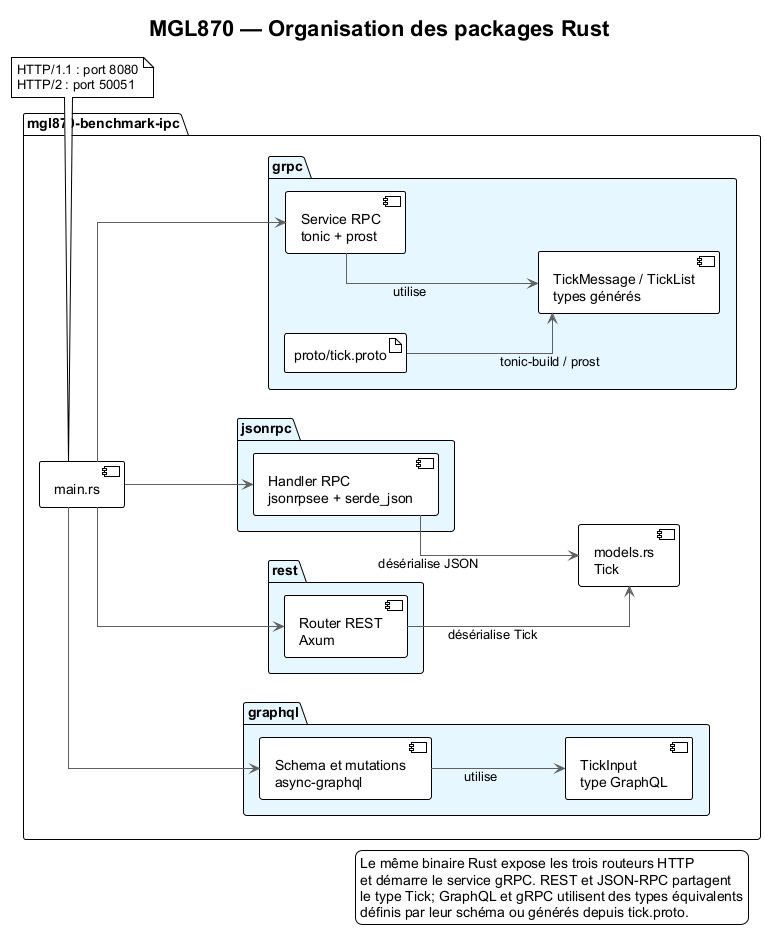 MGL870 — Organisation des packages Rust
HTTP/1.1 : port 8080
HTTP/2 : port 50051
mgl870-benchmark-ipc
grpc
Service RPC
tonic + prost
TickMessage / TickList
types générés
utilise
proto/tick.proto
tonic-build / prost
jsonrpc
main.rs
Handler RPC
jsonrpsee + serde_json
models.rs
Tick
désérialise JSON
rest
Router REST
Axum
désérialise Tick
graphql
Schema et mutations
async-graphql
utilise
TickInput
type GraphQL
Le même binaire Rust expose les trois routeurs HTTP
et démarre le service gRPC. REST et JSON-RPC partagent
le type Tick; GraphQL et gRPC utilisent des types équivalents
définis par leur schéma ou générés depuis tick.proto.